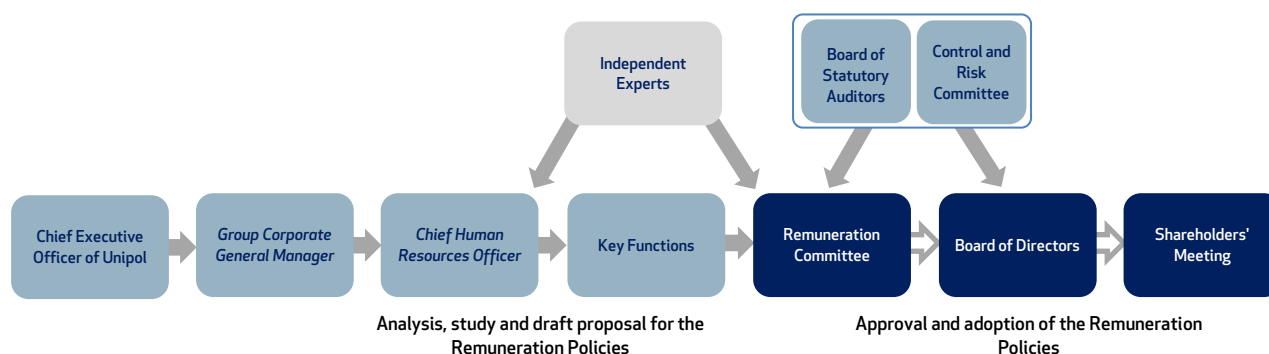 Independent
Experts
Board of
Statutory
Auditors
Control and
Risk
Committee
Chief Executive
Officer of Unipol
Group Corporate
General Manager
Chief Human
Resources Officer
Key Functions
Remuneration
Committee
Board of Directors
Shareholders'
Meeting
Analysis, study and draft proposal for the
Remuneration Policies
Approval and adoption of the Remuneration
Policies